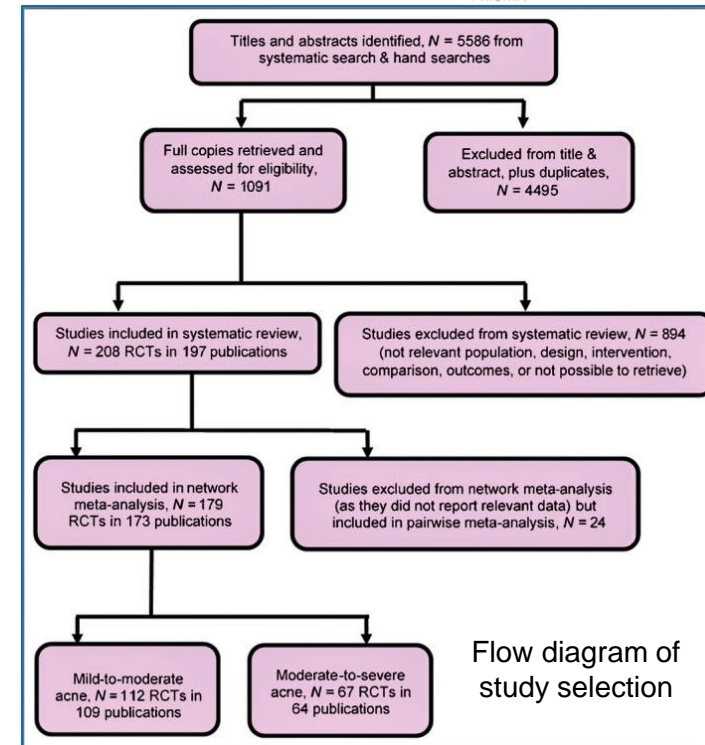 Titles and abstracts identified, N = 5586 from
systematic search & hand searches
Full copies retrieved and
assessed for eligibility,
N = 1091
Excluded from title &
abstract, plus duplicates,
N = 4495
Studies included in systematic review,
N = 208 RCTs in 197 publications
Studies excluded from systematic review, N = 894
(not relevant population, design, intervention,
comparison, outcomes, or not possible to retrieve)
Studies included in network
meta-analysis, N = 179
RCTs in 173 publications
Studies excluded from network meta-analysis
(as they did not report relevant data) but
included in pairwise meta-analysis, N = 24
Mild-to-moderate
acne, N = 112 RCTs in
109 publications
Moderate-to-severe
acne, N = 67 RCTs in
64 publications
Flow diagram of
study selection